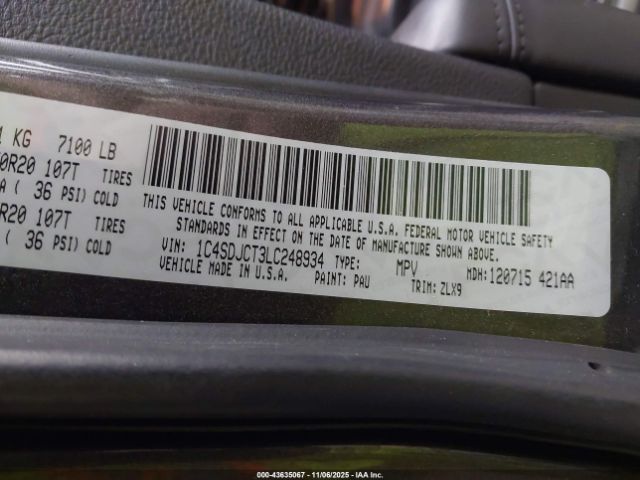 1 KG 7100 LB
0R20 107T TIRES
A ( 36 PSI) COLD
R20 107T TIRES
( 36 PSI) COLD
THIS VEHICLE CONFORMS TO ALL APPLICABLE U.S.A. FEDERAL MOTOR VEHICLE SAFETY
STANDARDS IN EFFECT ON THE DATE OF MANUFACTURE SHOWN ABOVE.
VIN: 1C4SDJCT3LC248934 TYPE: MPV MDH:120715 421AA
VEHICLE MADE IN U.S.A. PAINT: PAU TRIM: ZLX9
000-43635067 - 11/06/2025 - IAA Inc.